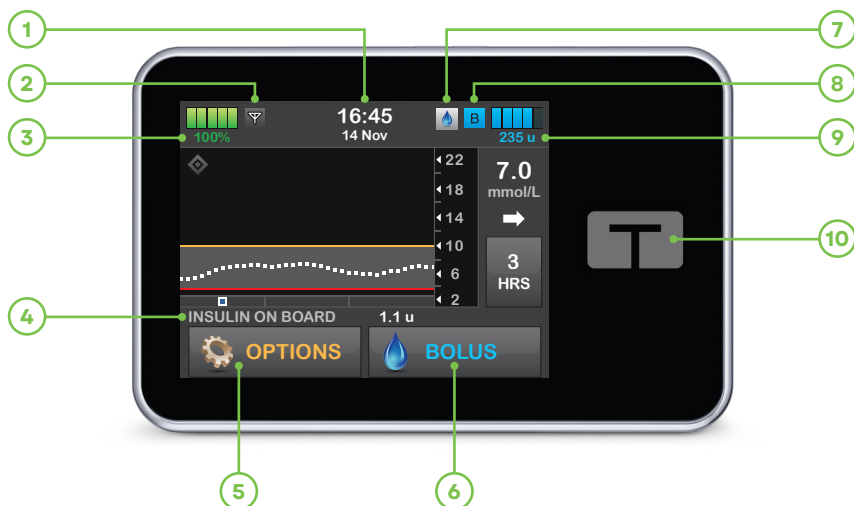 1
7
2
8
16:45
B
3
100%
14 Nov
235 u
9
22
7.0
18
mmol/L
14
10
10
3
6
HRS
2
4
INSULIN ON BOARD 1.1 u
OPTIONS
BOLUS
5
6